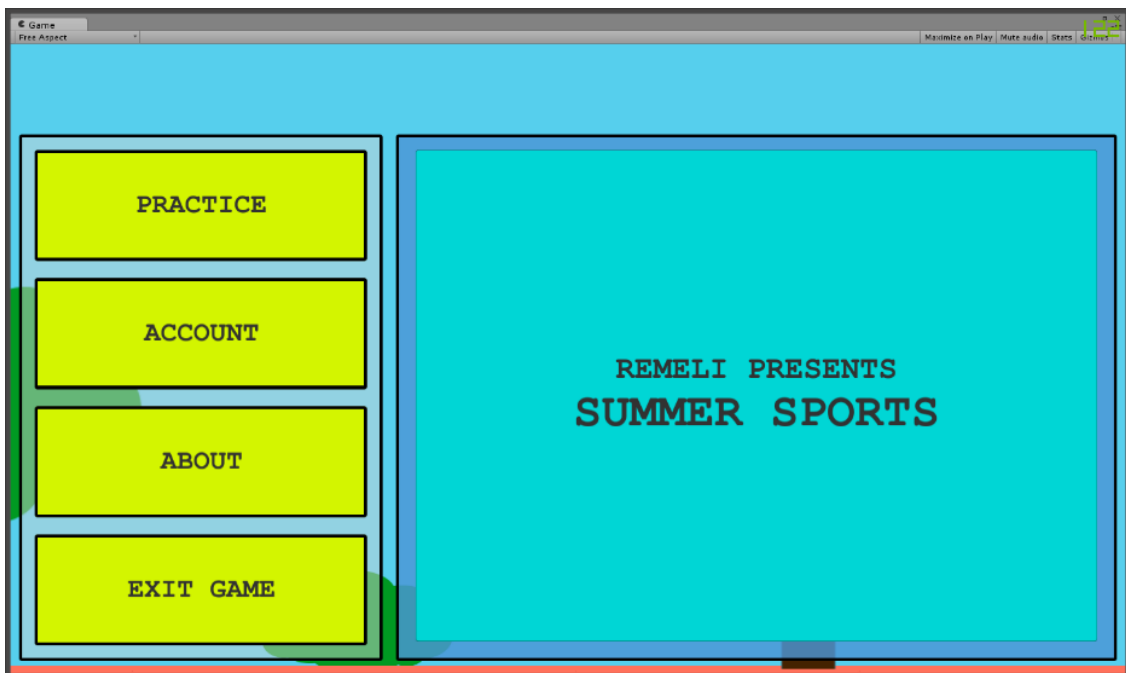 Game
Free Aspect
Maximize on Play Mute audio Stats Gizmos
122
PRACTICE
ACCOUNT
ABOUT
EXIT GAME
REMELI PRESENTS
SUMMER SPORTS